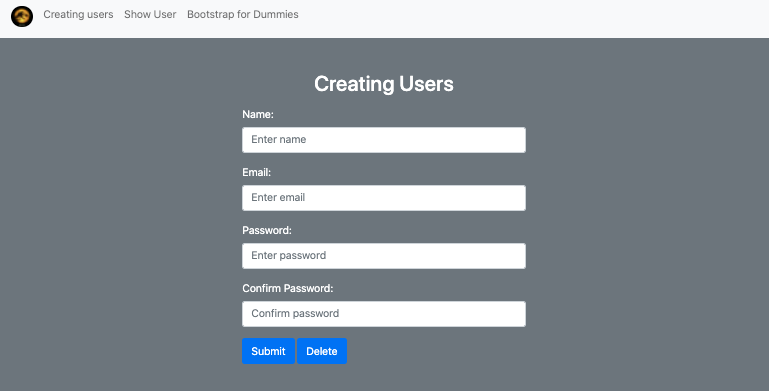 Creating users Show User Bootstrap for Dummies
Creating Users
Name:
Enter name
Email:
Enter email
Password:
Enter password
Confirm Password:
Confirm password
Submit Delete